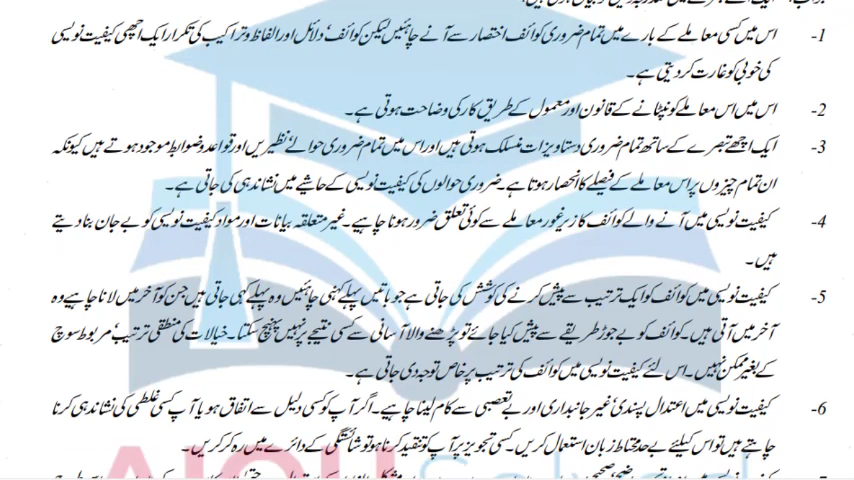 1- اس میں کسی معاملے کے بارے میں تمام ضروری کوائف اختصار سے آنے چاہئیں لیکن کوائف، دلائل اور الفاظ و تراکیب کی تکرار ایک اچھی کیفیت نویسی
کی خوبی کو غارت کر دیتی ہے۔
2- اس میں اس معاملے کو نپٹانے کے قانون اور معمول کے طریق کار کی وضاحت ہوتی ہے۔
3- ایک اچھے تبصرے کے ساتھ تمام ضروری دستاویزات منسلک ہوتی ہیں اور اس میں تمام ضروری حوالے، نظیریں اور قواعد و ضوابط موجود ہوتے ہیں کیونکہ
ان تمام چیزوں پر اس معاملے کے فیصلے کا انحصار ہوتا ہے۔ ضروری حوالوں کی کیفیت نویسی کے حاشیے میں نشاندہی کی جاتی ہے۔
4- کیفیت نویسی میں آنے والے کوائف کا زیر غور معاملے سے کوئی تعلق ضرور ہونا چاہیے۔ غیر متعلقہ بیانات اور مواد کیفیت نویسی کو بے جان بنا دیتے
ہیں۔
5- کیفیت نویسی میں کوائف کو ایک ترتیب سے پیش کرنے کی کوشش کی جاتی ہے جو باتیں پہلے کہنی چاہئیں وہ پہلے کہی جاتی ہیں جن کو آخر میں لانا چاہیے وہ
آخر میں آتی ہیں۔ کوائف کو بے جوڑ طریقے سے پیش کیا جائے تو پڑھنے والا آسانی سے کسی نتیجے پر نہیں پہنچ سکتا۔ خیالات کی منطقی ترتیب، مربوط سوچ
کے بغیر ممکن نہیں۔ اس لئے کیفیت نویسی میں کوائف کی ترتیب پر خاص توجہ دی جاتی ہے۔
6- کیفیت نویسی میں اعتدال پسندی، غیر جانبداری اور بے تعصبی سے کام لینا چاہیے۔ اگر آپ کو کسی دلیل سے اتفاق ہو یا آپ کسی غلطی کی نشاندہی کرنا
چاہتے ہیں تو اس کیلئے بے حد محتاط زبان استعمال کریں۔ کسی تجویز پر آپ کو تنقید کرنا ہو تو شائستگی کے دائرے میں رہ کر کریں۔